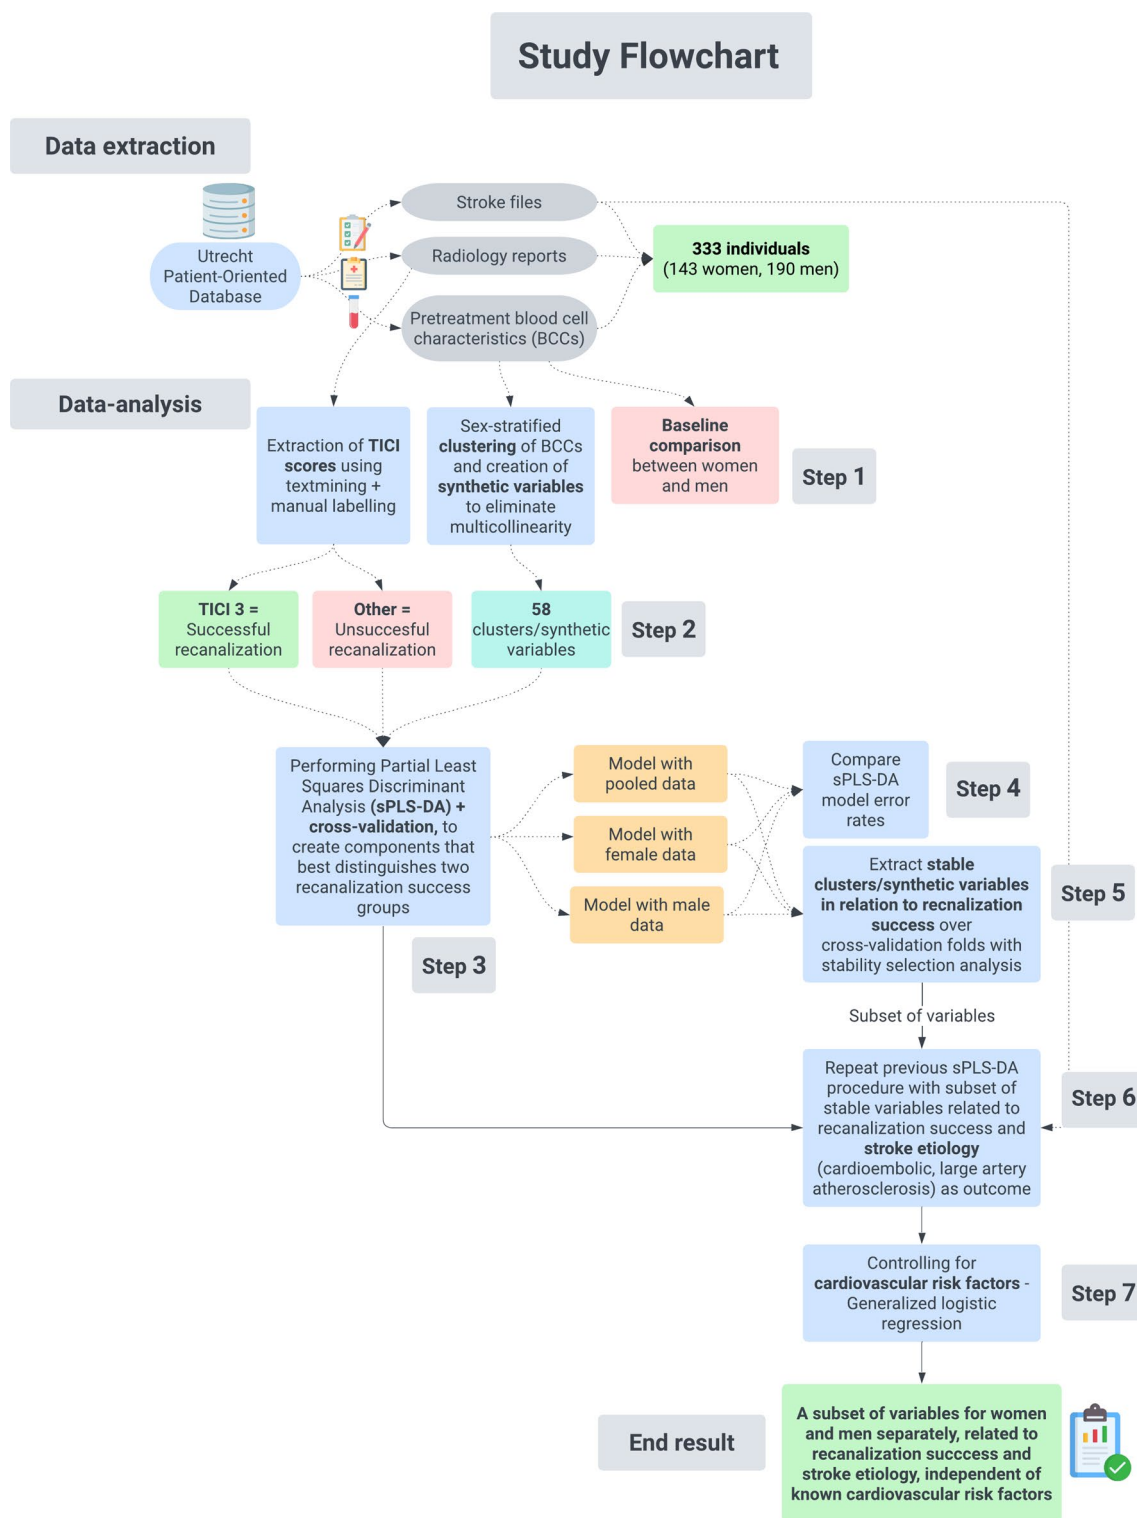 Study Flowchart
Data extraction
Stroke files
Radiology reports
Pretreatment blood cell
characteristics (BCCs)
Utrecht
Patient-Oriented
Database
333 individuals
(143 women, 190 men)
Data-analysis
Extraction of TICI
scores using
textmining +
manual labelling
Sex-stratified
clustering of BCCs
and creation of
synthetic variables
to eliminate
multicollinearity
Baseline
comparison
between women
and men
Step 1
TICI 3 =
Successful
recanalization
Other =
Unsuccesful
recanalization
58
clusters/synthetic
variables
Step 2
Performing Partial Least
Squares Discriminant
Analysis (sPLS-DA) +
cross-validation, to
create components that
best distinguishes two
recanalization success
groups
Step 3
Model with
pooled data
Model with
female data
Model with male
data
Compare
sPLS-DA
model error
rates
Step 4
Extract stable
clusters/synthetic variables
in relation to recnalization
success over
cross-validation folds with
stability selection analysis
Step 5
Subset of variables
Repeat previous sPLS-DA
procedure with subset of
stable variables related to
recanalization success and
stroke etiology
(cardioembolic, large artery
atherosclerosis) as outcome
Step 6
Controlling for
cardiovascular risk factors -
Generalized logistic
regression
Step 7
End result
A subset of variables for women
and men separately, related to
recanalization succcess and
stroke etiology, independent of
known cardiovascular risk factors